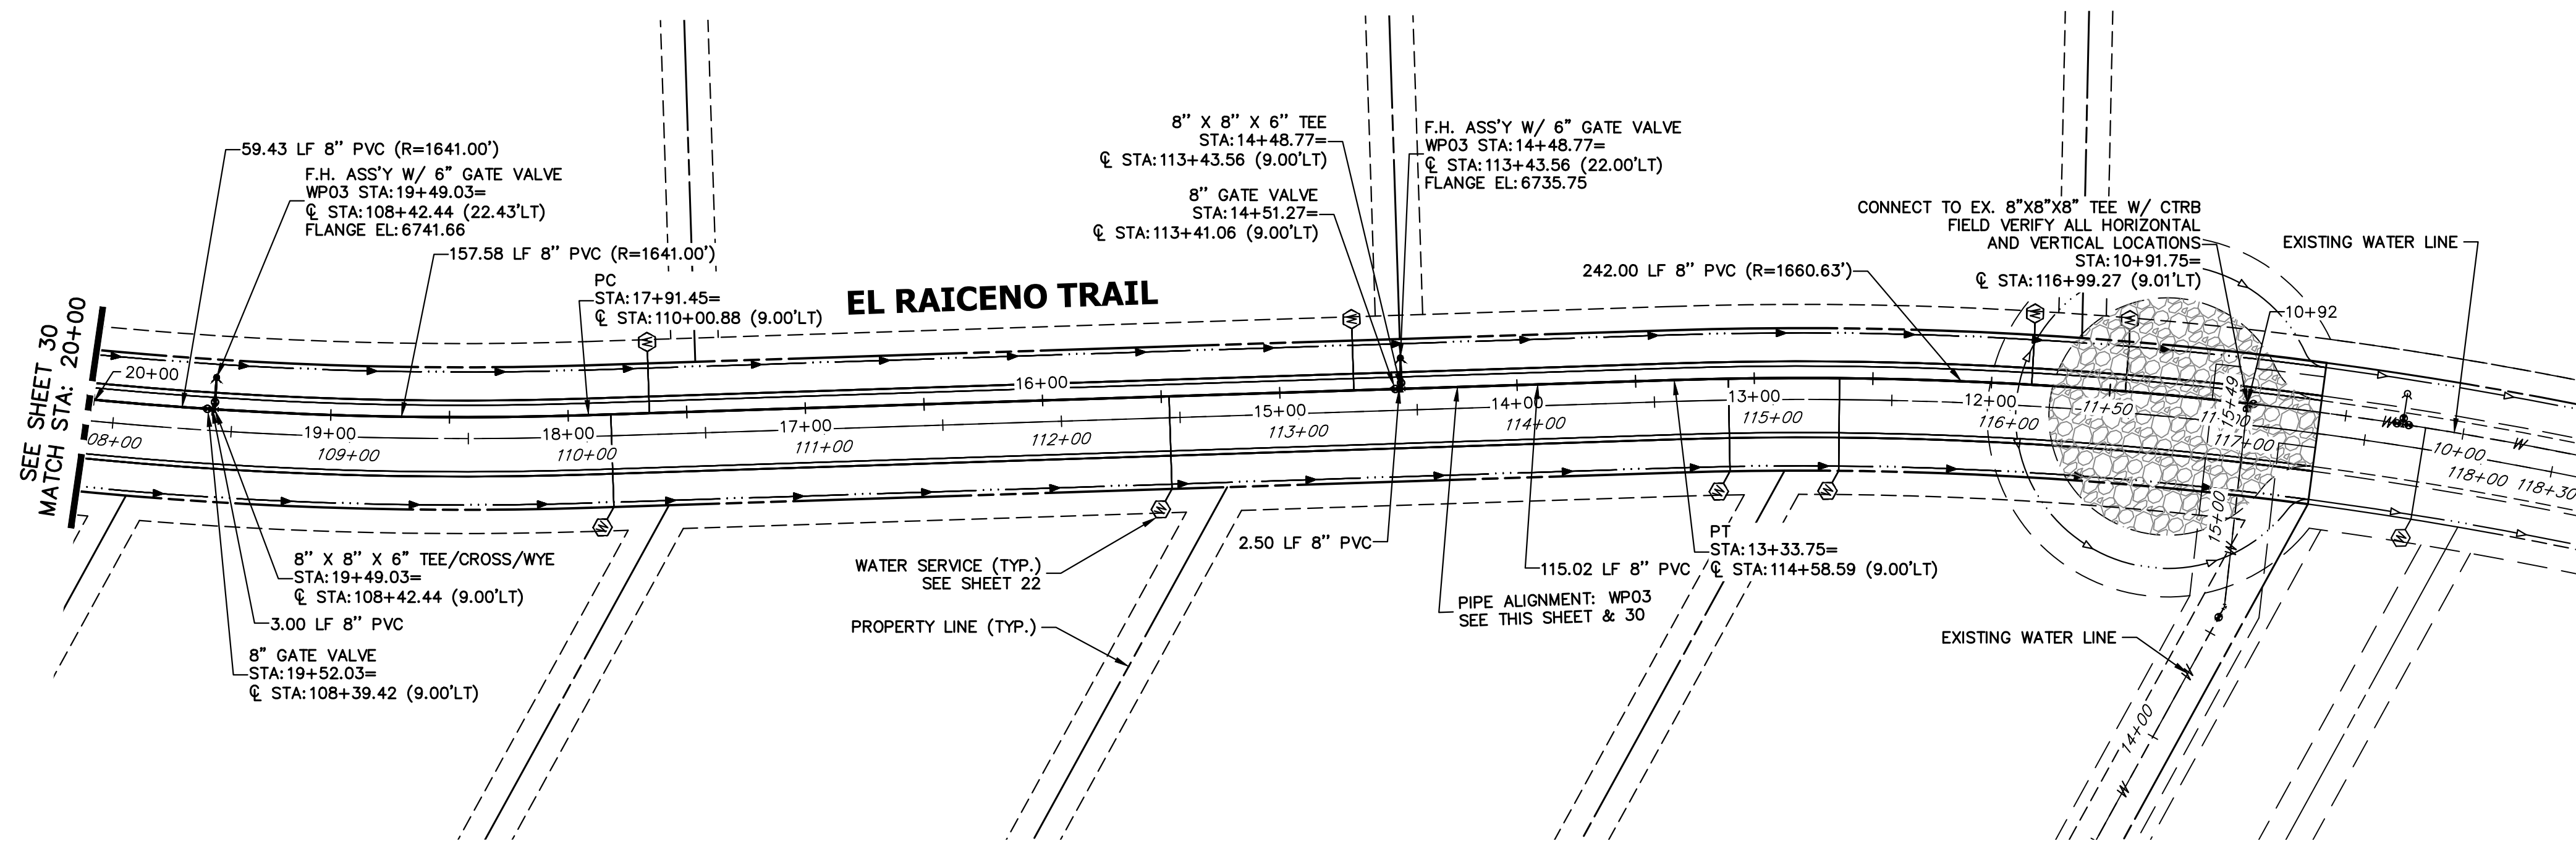 59.43 LF 8" PVC (R=1641.00')
F.H. ASS'Y W/ 6" GATE VALVE
WP03 STA:19+49.03=
℄ STA:108+42.44 (22.43'LT)
FLANGE EL:6741.66
157.58 LF 8" PVC (R=1641.00')
PC
STA:17+91.45=
℄ STA:110+00.88 (9.00'LT)
EL RAICENO TRAIL
8" X 8" X 6" TEE
STA:14+48.77=
℄ STA:113+43.56 (9.00'LT)
8" GATE VALVE
STA:14+51.27=
℄ STA:113+41.06 (9.00'LT)
F.H. ASS'Y W/ 6" GATE VALVE
WP03 STA:14+48.77=
℄ STA:113+43.56 (22.00'LT)
FLANGE EL:6735.75
242.00 LF 8" PVC (R=1660.63')
CONNECT TO EX. 8"X8"X8" TEE W/ CTRB
FIELD VERIFY ALL HORIZONTAL
AND VERTICAL LOCATIONS
STA:10+91.75=
℄ STA:116+99.27 (9.01'LT)
EXISTING WATER LINE
10+92
SEE SHEET 30
MATCH STA: 20+00
20+00
19+00
18+00
17+00
16+00
15+00
14+00
13+00
12+00
11+50
15+49
10+00
08+00
109+00
110+00
111+00
112+00
113+00
114+00
115+00
116+00
117+00
118+00
118+30
W
W
W
W
W
W
W
W
W
W
W
15+00
W
8" X 8" X 6" TEE/CROSS/WYE
STA:19+49.03=
℄ STA:108+42.44 (9.00'LT)
3.00 LF 8" PVC
8" GATE VALVE
STA:19+52.03=
℄ STA:108+39.42 (9.00'LT)
WATER SERVICE (TYP.)
SEE SHEET 22
PROPERTY LINE (TYP.)
2.50 LF 8" PVC
115.02 LF 8" PVC
PIPE ALIGNMENT: WP03
SEE THIS SHEET & 30
PT
STA:13+33.75=
℄ STA:114+58.59 (9.00'LT)
EXISTING WATER LINE
W
14+00
W